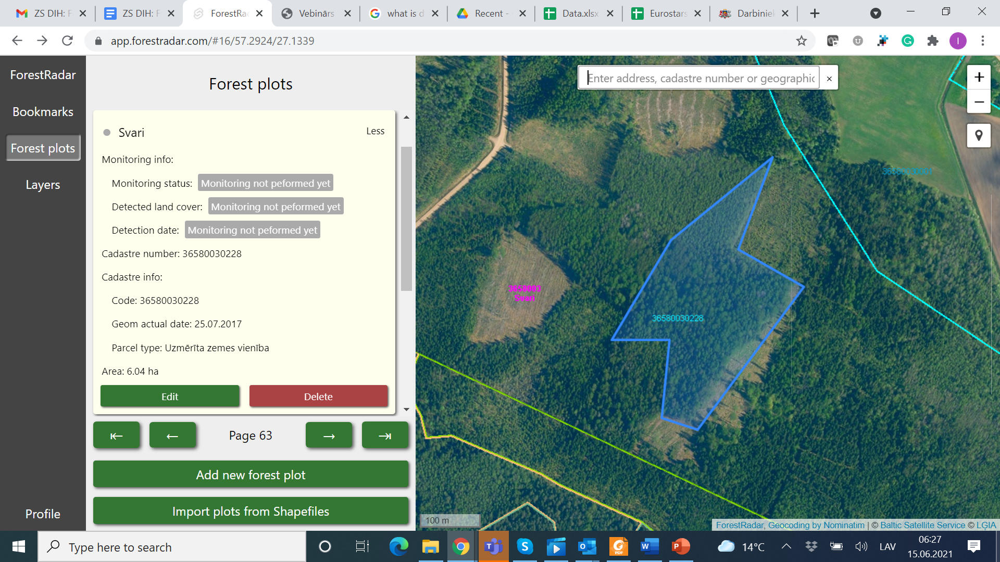 ZS DIH: F
ZS DIH: F
ForestRad
Vebinārs
what is d
Recent -
Data.xlsx
Eurostars
Darbiniek
app.forestradar.com/#16/57.2924/27.1339
ForestRadar
Bookmarks
Forest plots
Layers
Profile
Forest plots
Svari
Less
Monitoring info:
Monitoring status: Monitoring not peformed yet
Detected land cover: Monitoring not peformed yet
Detection date: Monitoring not peformed yet
Cadastre number: 36580030228
Cadastre info:
Code: 36580030228
Geom actual date: 25.07.2017
Parcel type: Uzmērīta zemes vienība
Area: 6.04 ha
Edit
Delete
Page 63
Add new forest plot
Import plots from Shapefiles
Enter address, cadastre number or geographic
36580030001
3658003
Svari
36580030228
100 m
ForestRadar, Geocoding by Nominatim | © Baltic Satellite Service © LĢIA
Type here to search
14°C
LAV
06:27
15.06.2021